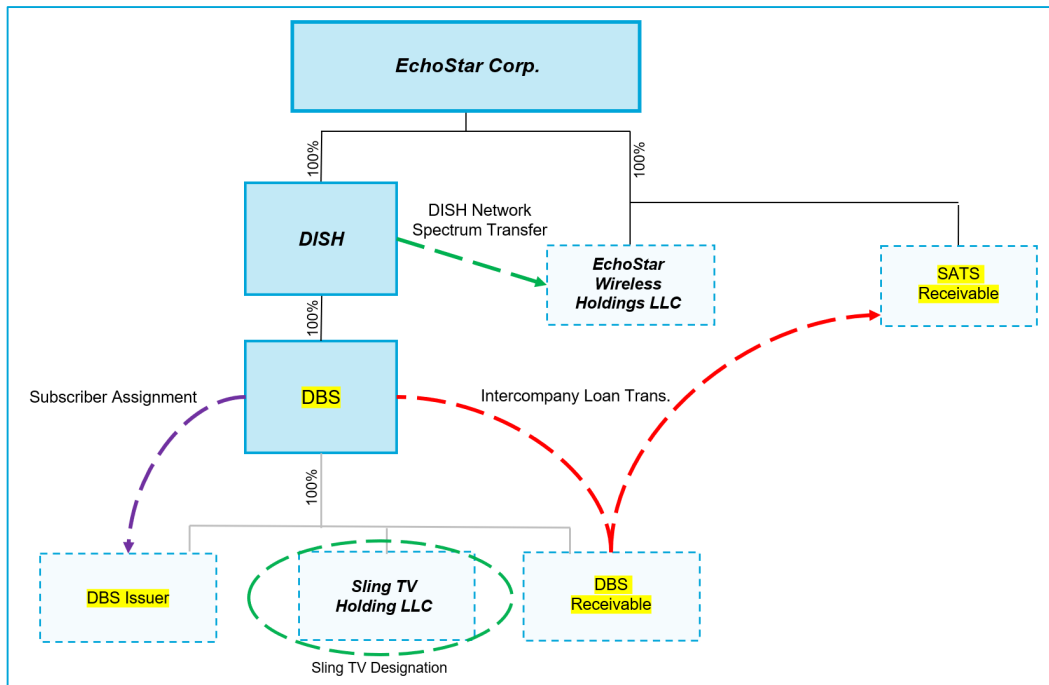 EchoStar Corp.
100%
100%
DISH
DISH Network
Spectrum Transfer
EchoStar
Wireless
Holdings LLC
SATS
Receivable
100%
DBS
Subscriber Assignment
Intercompany Loan Trans.
100%
DBS Issuer
Sling TV
Holding LLC
DBS
Receivable
Sling TV Designation